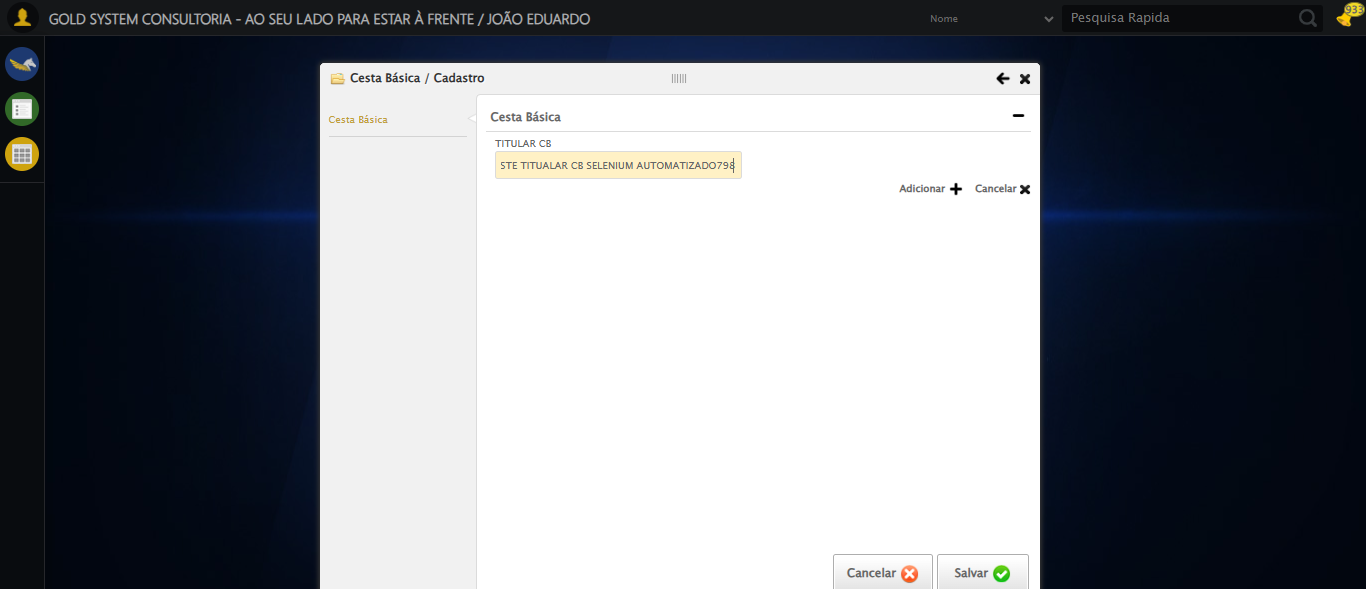 GOLD SYSTEM CONSULTORIA - AO SEU LADO PARA ESTAR À FRENTE / JOÃO EDUARDO
Nome
Pesquisa Rapida
933
Cesta Básica / Cadastro
Cesta Básica
Cesta Básica
TITULAR CB
STE TITUALAR CB SELENIUM AUTOMATIZADO798
Adicionar
Cancelar
Cancelar
Salvar